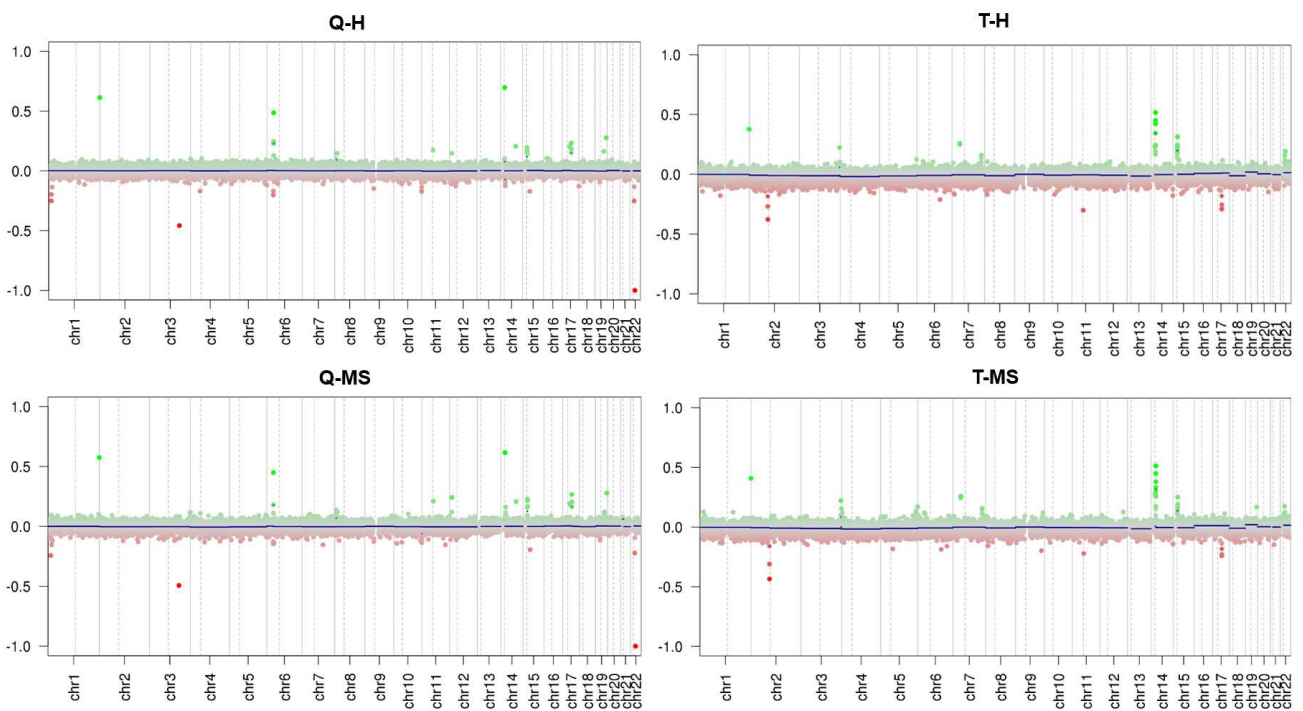 Q-H
1.0
0.5
0.0
-0.5
-1.0
chr1
chr2
chr3
chr4
chr5
chr6
chr7
chr8
chr9
chr10
chr11
chr12
chr13
chr14
chr15
chr16
chr17
chr18
chr19
chr20
chr21
chr22
T-H
1.0
0.5
0.0
-0.5
-1.0
chr1
chr2
chr3
chr4
chr5
chr6
chr7
chr8
chr9
chr10
chr11
chr12
chr13
chr14
chr15
chr16
chr17
chr18
chr19
chr20
chr21
chr22
Q-MS
1.0
0.5
0.0
-0.5
-1.0
chr1
chr2
chr3
chr4
chr5
chr6
chr7
chr8
chr9
chr10
chr11
chr12
chr13
chr14
chr15
chr16
chr17
chr18
chr19
chr20
chr21
chr22
T-MS
1.0
0.5
0.0
-0.5
-1.0
chr1
chr2
chr3
chr4
chr5
chr6
chr7
chr8
chr9
chr10
chr11
chr12
chr13
chr14
chr15
chr16
chr17
chr18
chr19
chr20
chr21
chr22